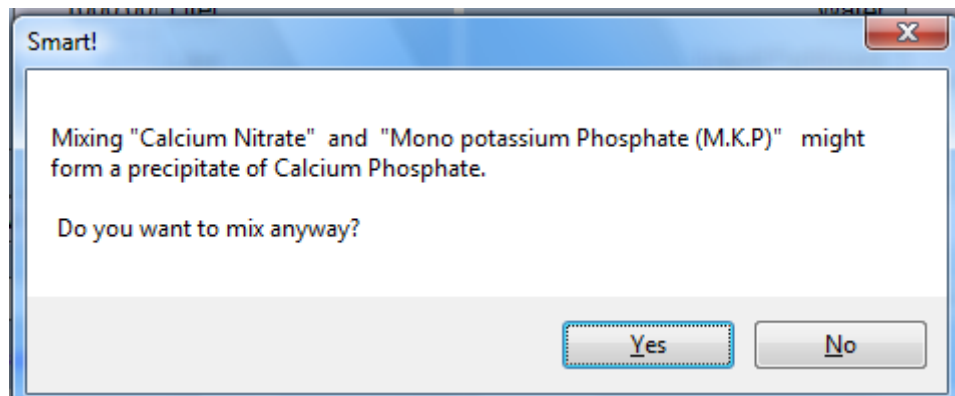 Smart!
Mixing "Calcium Nitrate" and "Mono potassium Phosphate (M.K.P)" might
form a precipitate of Calcium Phosphate.
Do you want to mix anyway?
Yes No